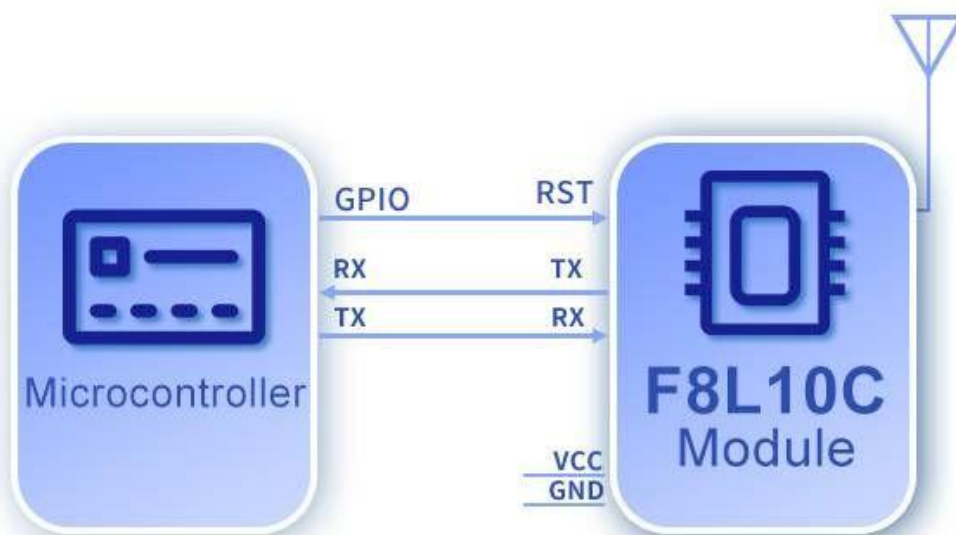 GPIO RST
RX TX
TX RX
Microcontroller
F8L10C
Module
VCC
GND